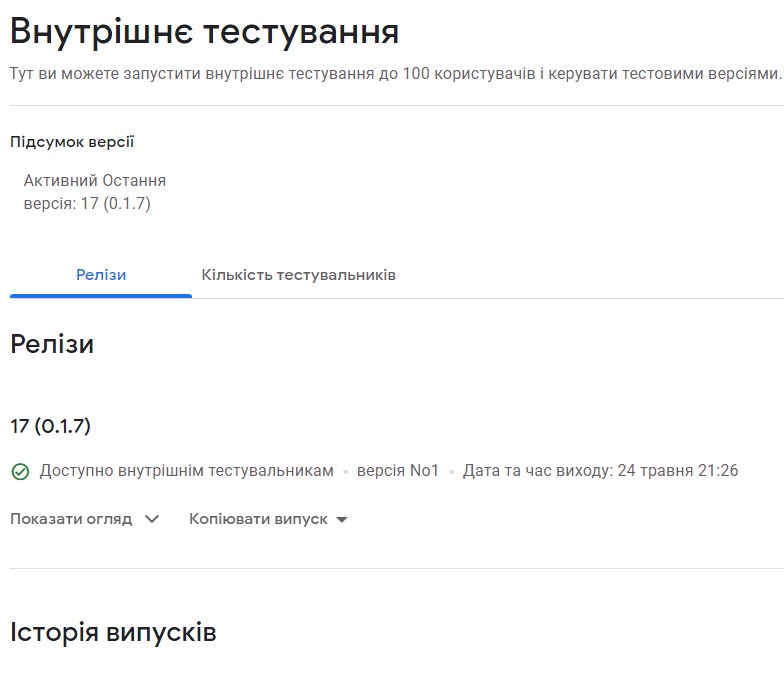 Внутрішнє тестування
Тут ви можете запустити внутрішнє тестування до 100 користувачів і керувати тестовими версіями.
Підсумок версії
Активний Остання
версія: 17 (0.1.7)
Релізи
Кількість тестувальників
Релізи
17 (0.1.7)
Доступно внутрішнім тестувальникам • версія No1 • Дата та час виходу: 24 травня 21:26
Показати огляд
Копіювати випуск
Історія випусків